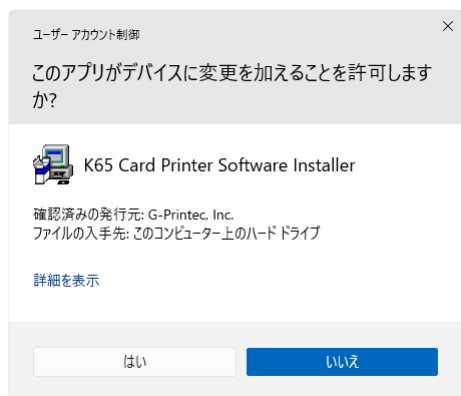 ユーザー アカウント制御
このアプリがデバイスに変更を加えることを許可します
か?
K65 Card Printer Software Installer
確認済みの発行元: G-Printec, Inc.
ファイルの入手先: このコンピューター上のハード ドライブ
詳細を表示
はい
いいえ